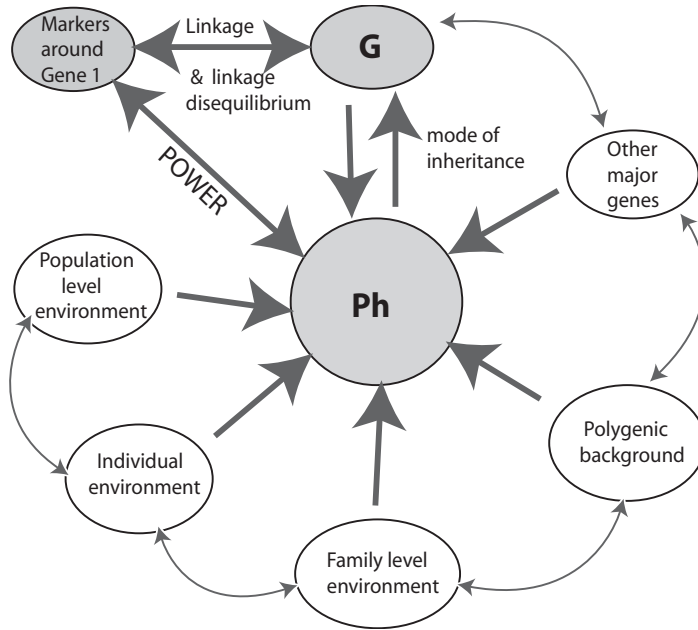 Markers
around
Gene 1
Linkage
& linkage
disequilibrium
G
mode of
inheritance
POWER
Other
major
genes
Population
level
environment
Ph
Individual
environment
Polygenic
background
Family level
environment